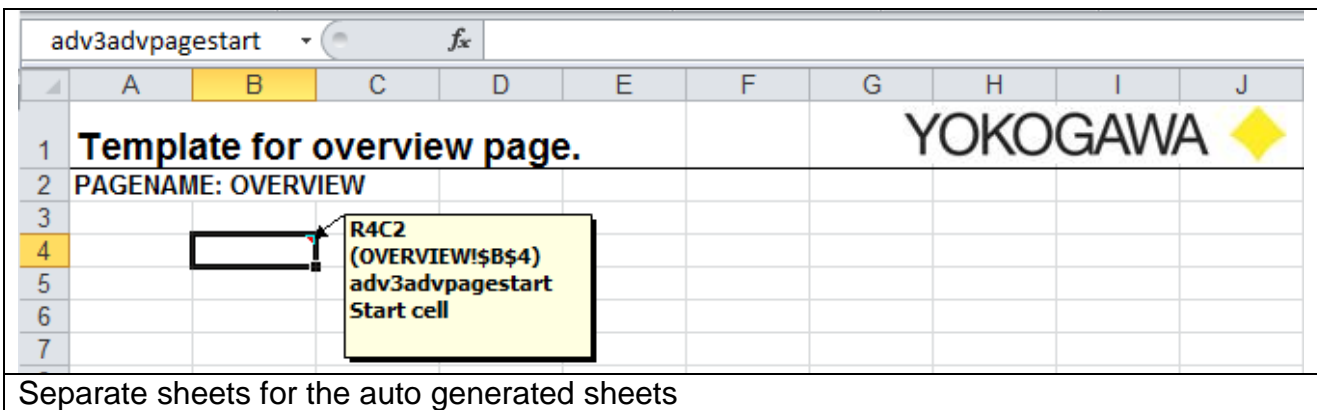 adv3advpagestart fx
A B C D E F G H I J
1 Template for overview page. YOKOGAWA
2 PAGENAME: OVERVIEW
3
R4C2
4
(OVERVIEW!$B$4)
5
adv3advpagestart
6
Start cell
7
Separate sheets for the auto generated sheets